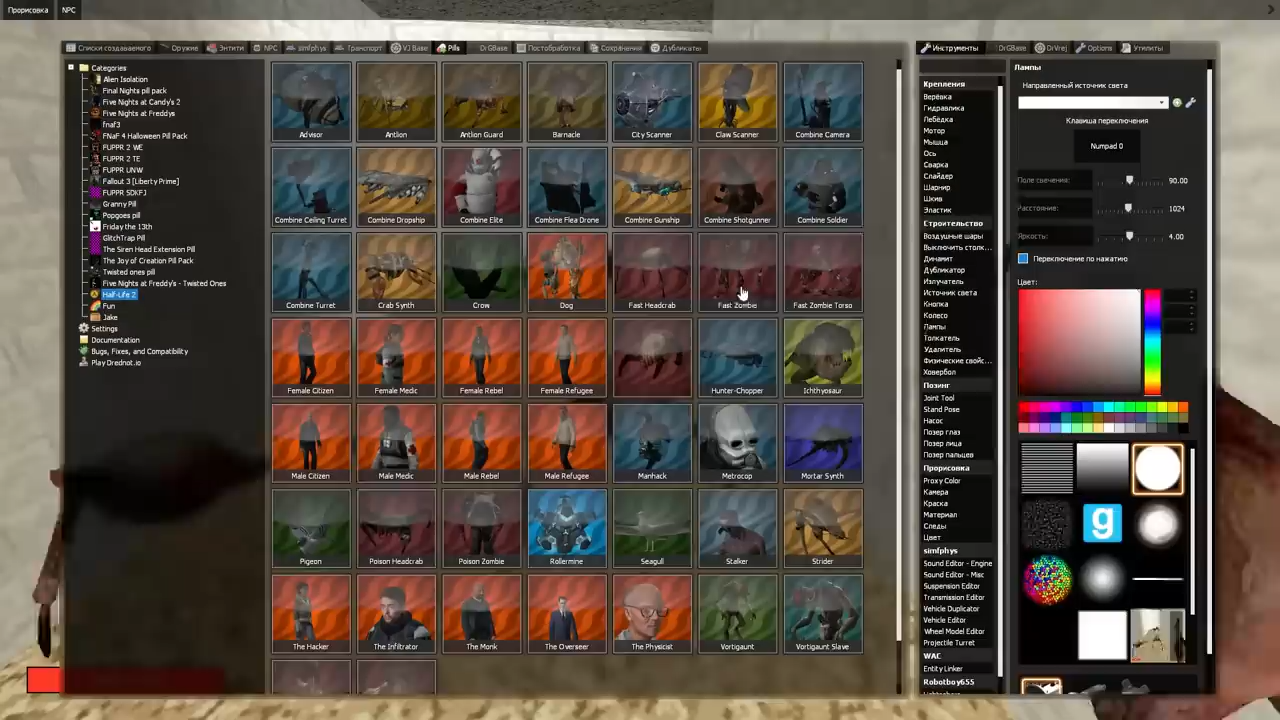 Прорисовка NPC
Списки создаваемого Оружие Энтити NPC simfphys Транспорт VJ Base Pills DrGBase Постобработка Сохранения Дубликаты
Инструменты DrGBase DrVrej Options Утилиты
Categories
Alien Isolation
Final Nights pill pack
Five Nights at Candy's 2
Five Nights at Freddys
fnaf3
FNAF 4 Halloween Pill Pack
FUPPR 2 WE
FUPPR 2 TE
FUPPR UNW
Fallout 3 [Liberty Prime]
FUPPR SDKFJ
Granny Pill
Popgoes pill
Friday the 13th
GlitchTrap Pill
The Siren Head Extension Pill
The Joy of Creation Pill Pack
Twisted ones pill
Five Nights at Freddy's - Twisted Ones
Half-Life 2
Fun
Jake
Settings
Documentation
Bugs, Fixes, and Compatibility
Play Drednot.io
Advisor Antlion Antlion Guard Barnacle City Scanner Claw Scanner Combine Camera
Combine Ceiling Turret Combine Dropship Combine Elite Combine Flea Drone Combine Gunship Combine Shotgunner Combine Soldier
Combine Turret Crab Synth Crow Dog Fast Headcrab Fast Zombie Fast Zombie Torso
Female Citizen Female Medic Female Rebel Female Refugee Hunter-Chopper Ichthyosaur
Male Citizen Male Medic Male Rebel Male Refugee Manhack Metrocop Mortar Synth
Pigeon Poison Headcrab Poison Zombie Rollermine Seagull Stalker Strider
The Hacker The Infiltrator The Monk The Overseer The Physicist Vortigaunt Vortigaunt Slave
Крепления
Верёвка
Гидравлика
Лебёдка
Мотор
Мышца
Ось
Сварка
Слайдер
Шарнир
Шкив
Эластик
Строительство
Воздушные шары
Выключить столк...
Динамит
Дубликатор
Излучатель
Источник света
Кнопка
Колесо
Лампы
Толкатель
Удалитель
Физические свойс...
Ховербол
Позинг
Joint Tool
Stand Pose
Насос
Позер глаз
Позер лица
Позер пальцев
Прорисовка
Proxy Color
Камера
Краска
Материал
Следы
Цвет
simfphys
Sound Editor - Engine
Sound Editor - Misc
Suspension Editor
Transmission Editor
Vehicle Duplicator
Vehicle Editor
Wheel Model Editor
Projectile Turret
WAC
Entity Linker
Robotboy655
Лампы
Направленный источник света
Клавиша переключения
Numpad 0
Поле свечения: 90.00
Расстояние: 1024
Яркость: 4.00
Переключение по нажатию
Цвет:
g